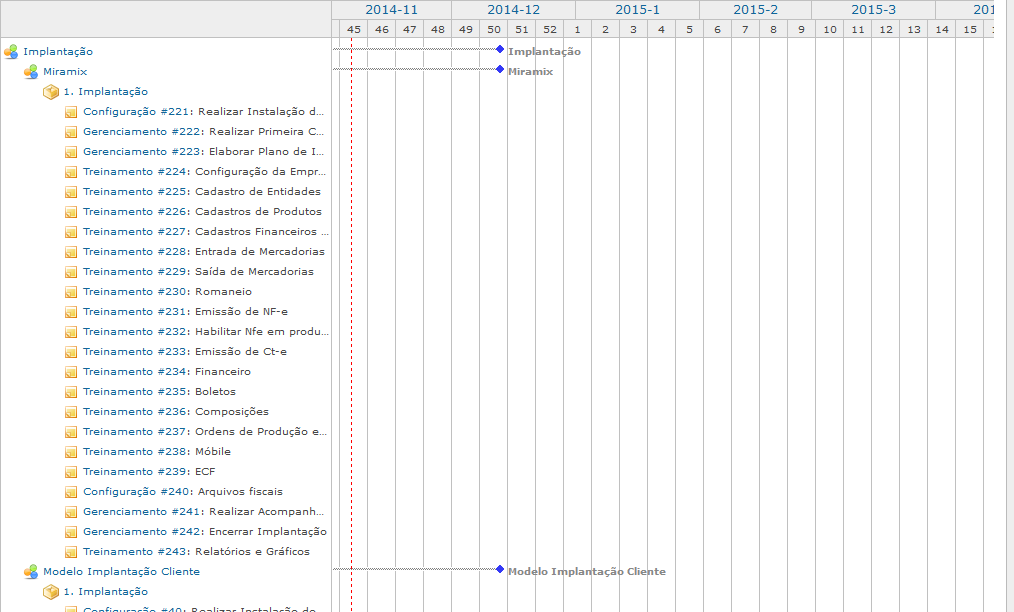 2014-11 2014-12 2015-1 2015-2 2015-3 201
45 46 47 48 49 50 51 52 1 2 3 4 5 6 7 8 9 10 11 12 13 14 15
Implantação Implantação
Miramix Miramix
1. Implantação
Configuração #221: Realizar Instalação d...
Gerenciamento #222: Realizar Primeira C...
Gerenciamento #223: Elaborar Plano de I...
Treinamento #224: Configuração da Empr...
Treinamento #225: Cadastro de Entidades
Treinamento #226: Cadastros de Produtos
Treinamento #227: Cadastros Financeiros ...
Treinamento #228: Entrada de Mercadorias
Treinamento #229: Saída de Mercadorias
Treinamento #230: Romaneio
Treinamento #231: Emissão de NF-e
Treinamento #232: Habilitar Nfe em produ...
Treinamento #233: Emissão de Ct-e
Treinamento #234: Financeiro
Treinamento #235: Boletos
Treinamento #236: Composições
Treinamento #237: Ordens de Produção e...
Treinamento #238: Móbile
Treinamento #239: ECF
Configuração #240: Arquivos fiscais
Gerenciamento #241: Realizar Acompanh...
Gerenciamento #242: Encerrar Implantação
Treinamento #243: Relatórios e Gráficos
Modelo Implantação Cliente Modelo Implantação Cliente
1. Implantação
Configuração #49: Realizar Instalação do